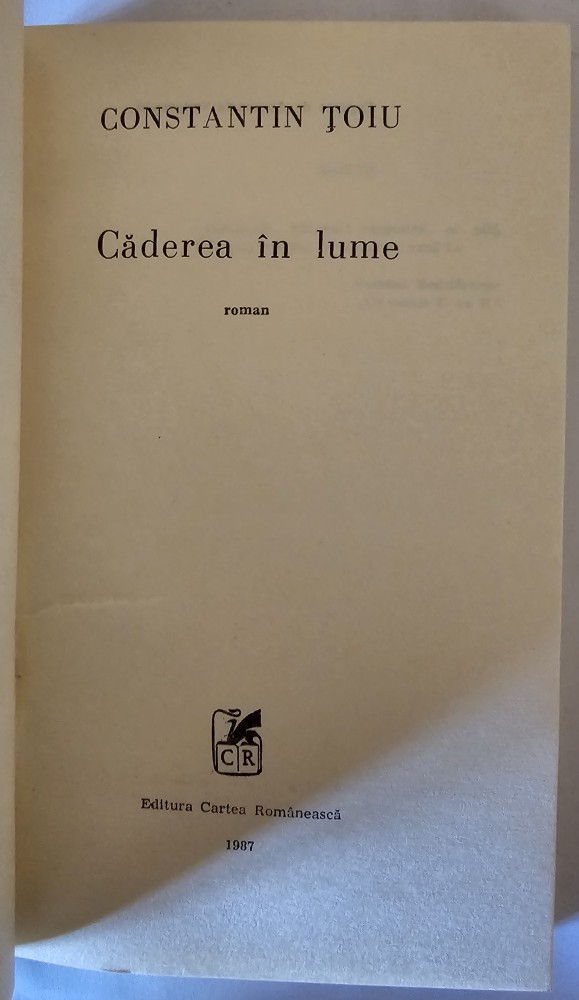 CONSTANTIN ŢOIU
Căderea în lume
roman
CR
Editura Cartea Românească
1987